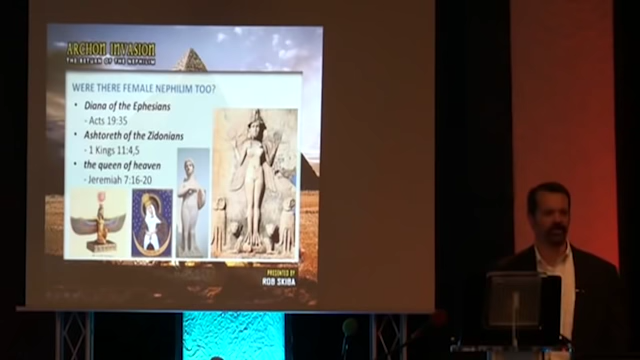 ARCHON INVASION
THE RETURN OF THE NEPHILIM
WERE THERE FEMALE NEPHILIM TOO?
• Diana of the Ephesians
- Acts 19:35
• Ashtoreth of the Zidonians
- 1 Kings 11:4,5
• the queen of heaven
- Jeremiah 7:16-20
PRESENTED BY
ROB SKIBA